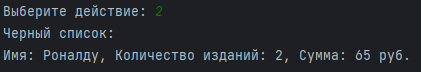 Выберите действие: 2
Черный список:
Имя: Роналду, Количество изданий: 2, Сумма: 65 руб.